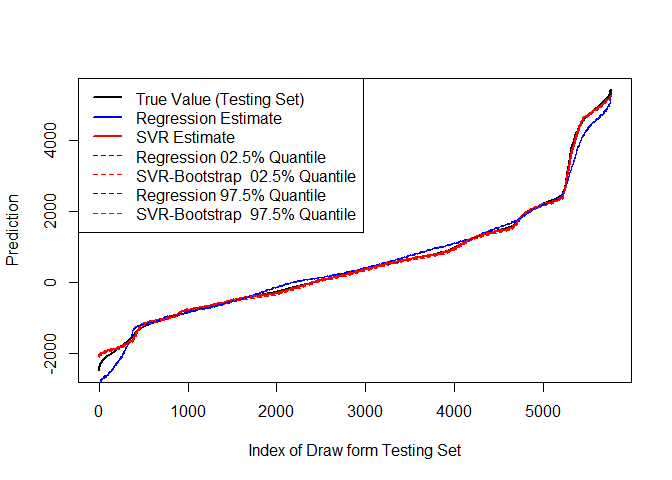 True Value (Testing Set)
Regression Estimate
SVR Estimate
Regression 02.5% Quantile
SVR-Bootstrap  02.5% Quantile
Regression 97.5% Quantile
SVR-Bootstrap  97.5% Quantile
Prediction
4000
2000
0
-2000
0 1000 2000 3000 4000 5000
Index of Draw form Testing Set